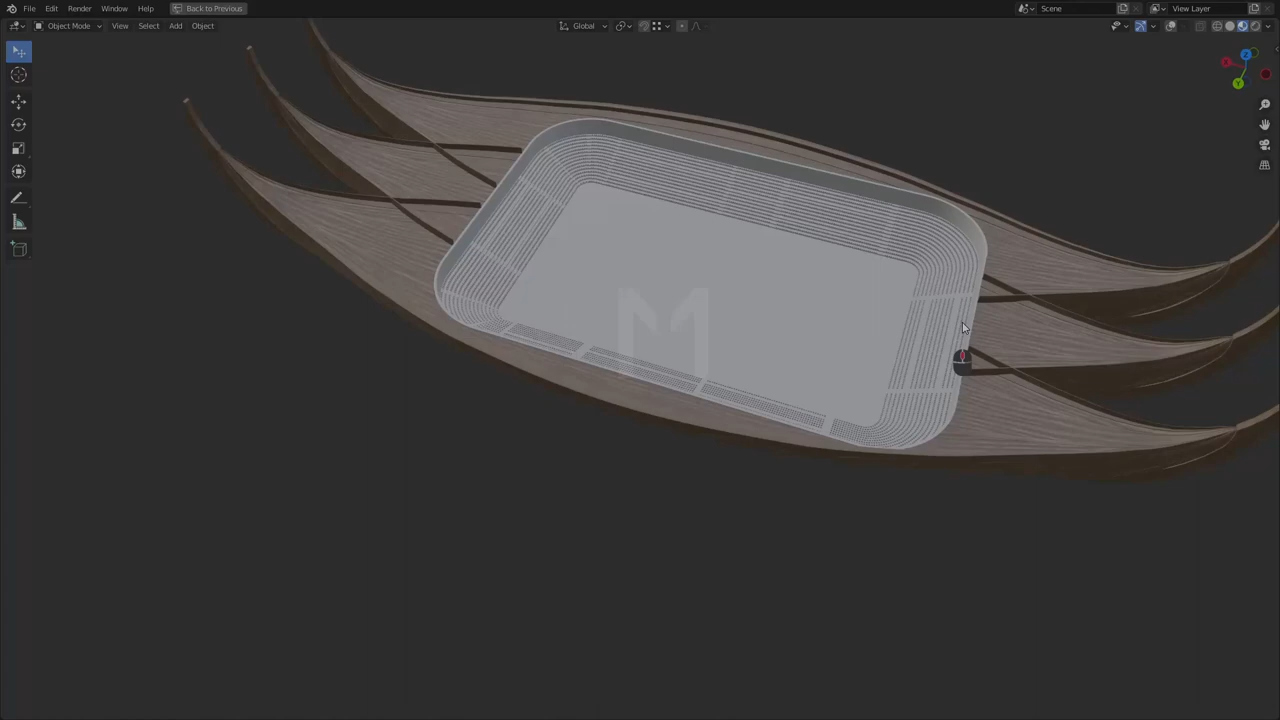 File Edit Render Window Help Back to Previous Scene View Layer
Object Mode View Select Add Object Global
X
Z
Y
M